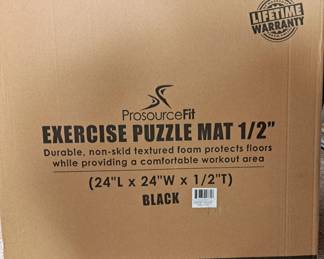 LIFETIME
WARRANTY
ProsourceFit
EXERCISE PUZZLE MAT 1/2"
Durable, non-skid textured foam protects floors
while providing a comfortable workout area
(24"L x 24"W x 1/2"T)
BLACK